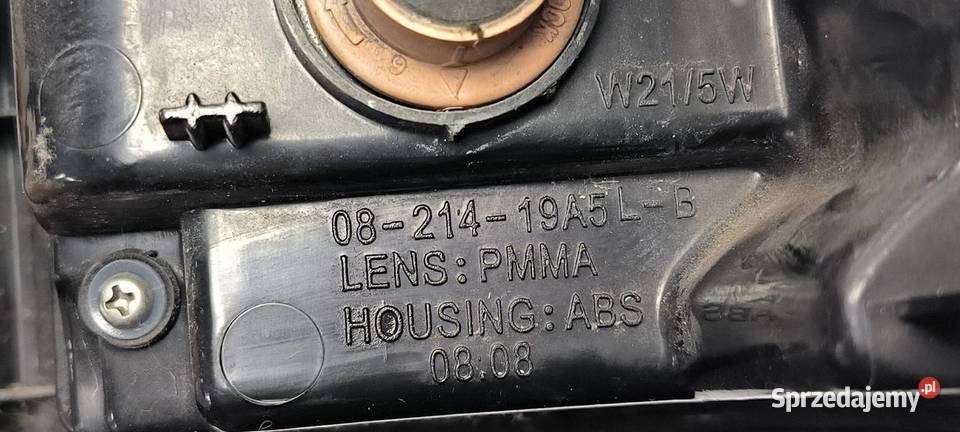 W21/5W
08-214-19A5L-B
LENS: PMMA
HOUSING: ABS
08.08
Sprzedajemy.pl